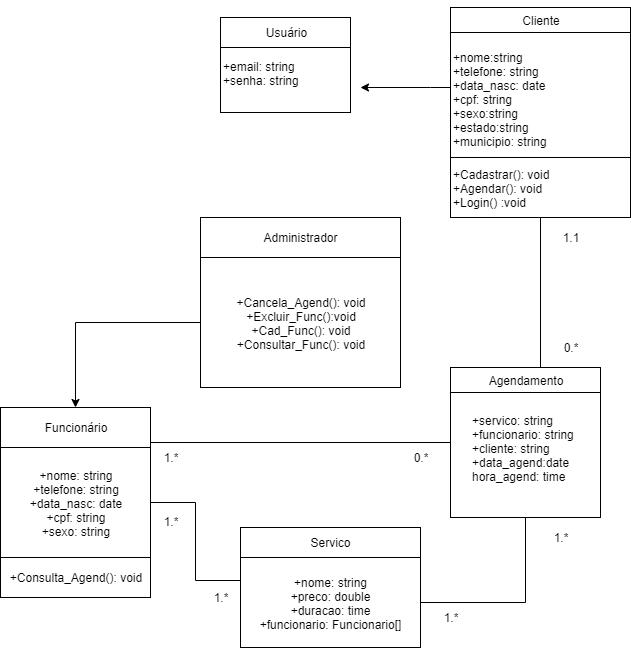 Usuário
+email: string
+senha: string
Cliente
+nome:string
+telefone: string
+data_nasc: date
+cpf: string
+sexo:string
+estado:string
+municipio: string
+Cadastrar(): void
+Agendar(): void
+Login() :void
1.1
0.*
Administrador
+Cancela_Agend(): void
+Excluir_Func():void
+Cad_Func(): void
+Consultar_Func(): void
Agendamento
+servico: string
+funcionario: string
+cliente: string
+data_agend:date
hora_agend: time
Funcionário
+nome: string
+telefone: string
+data_nasc: date
+cpf: string
+sexo: string
+Consulta_Agend(): void
1.*
0.*
1.*
1.*
Servico
+nome: string
+preco: double
+duracao: time
+funcionario: Funcionario[]
1.*
1.*